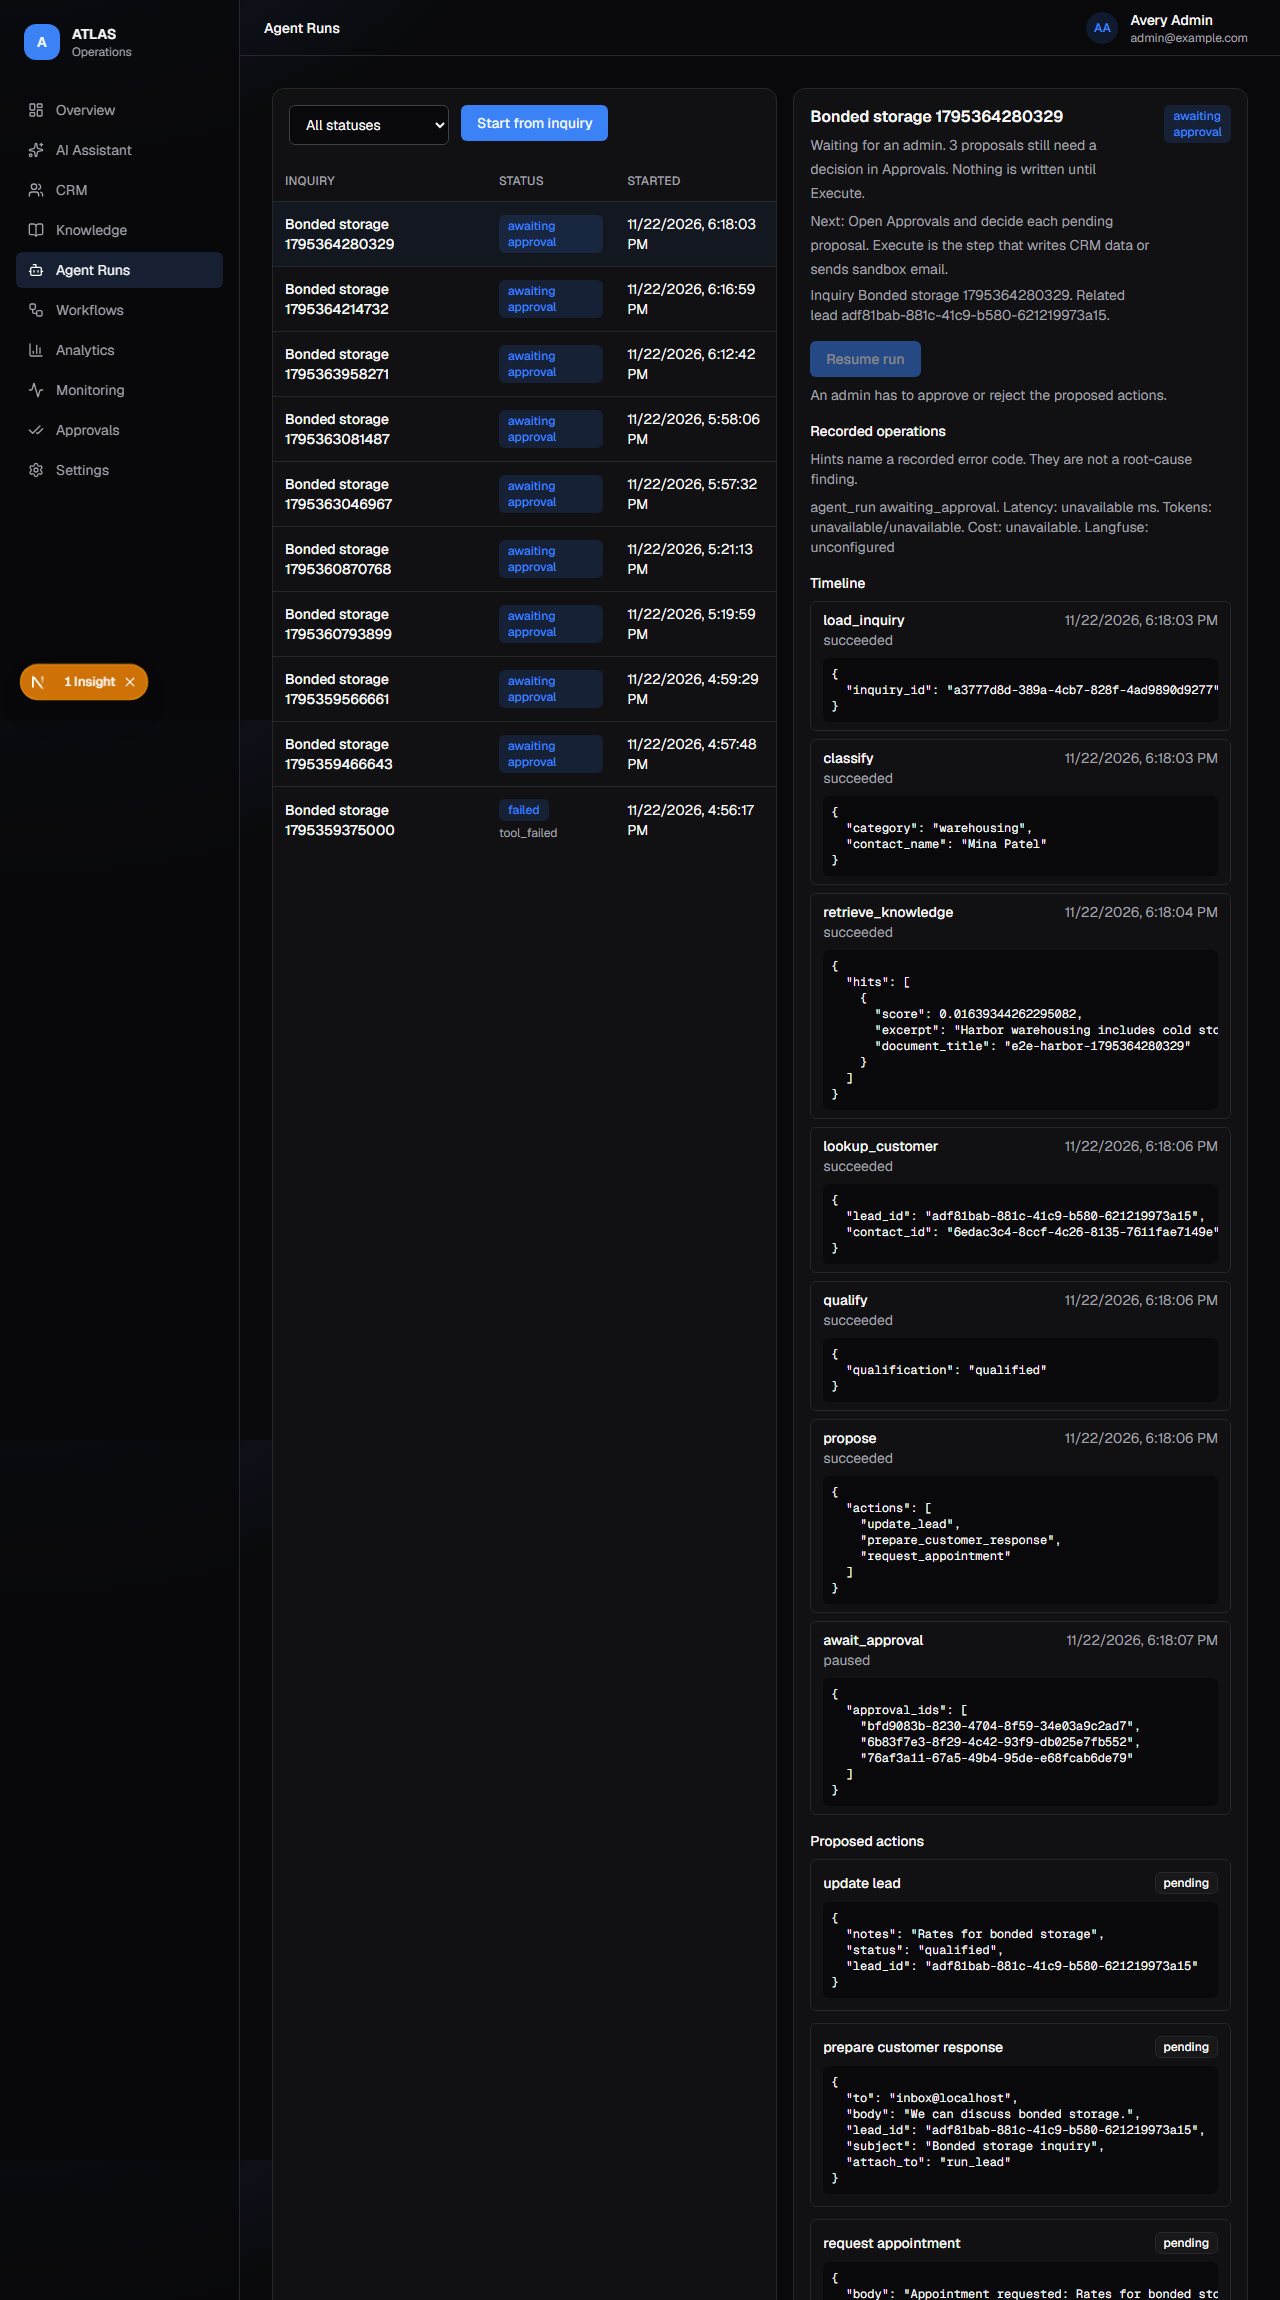 A
ATLAS
Operations
Overview
AI Assistant
CRM
Knowledge
Agent Runs
Workflows
Analytics
Monitoring
Approvals
Settings
1 Insight
Agent Runs
AA
Avery Admin
admin@example.com
All statuses
Start from inquiry
INQUIRY STATUS STARTED
Bonded storage
1795364280329
awaiting
approval
11/22/2026, 6:18:03
PM
Bonded storage
1795364214732
awaiting
approval
11/22/2026, 6:16:59
PM
Bonded storage
1795363958271
awaiting
approval
11/22/2026, 6:12:42
PM
Bonded storage
1795363081487
awaiting
approval
11/22/2026, 5:58:06
PM
Bonded storage
1795363046967
awaiting
approval
11/22/2026, 5:57:32
PM
Bonded storage
1795360870768
awaiting
approval
11/22/2026, 5:21:13
PM
Bonded storage
1795360793899
awaiting
approval
11/22/2026, 5:19:59
PM
Bonded storage
1795359566661
awaiting
approval
11/22/2026, 4:59:29
PM
Bonded storage
1795359466643
awaiting
approval
11/22/2026, 4:57:48
PM
Bonded storage
1795359375000
failed
tool_failed
11/22/2026, 4:56:17
PM
Bonded storage 1795364280329
awaiting
approval
Waiting for an admin. 3 proposals still need a
decision in Approvals. Nothing is written until
Execute.
Next: Open Approvals and decide each pending
proposal. Execute is the step that writes CRM data or
sends sandbox email.
Inquiry Bonded storage 1795364280329. Related
lead adf81bab-881c-41c9-b580-621219973a15.
Resume run
An admin has to approve or reject the proposed actions.
Recorded operations
Hints name a recorded error code. They are not a root-cause
finding.
agent_run awaiting_approval. Latency: unavailable ms. Tokens:
unavailable/unavailable. Cost: unavailable. Langfuse:
unconfigured
Timeline
load_inquiry 11/22/2026, 6:18:03 PM
succeeded
{
"inquiry_id": "a3777d8d-389a-4cb7-828f-4ad9890d9277"
}
classify 11/22/2026, 6:18:03 PM
succeeded
{
"category": "warehousing",
"contact_name": "Mina Patel"
}
retrieve_knowledge 11/22/2026, 6:18:04 PM
succeeded
{
"hits": [
{
"score": 0.01639344262295082,
"excerpt": "Harbor warehousing includes cold sto
"document_title": "e2e-harbor-1795364280329"
}
]
}
lookup_customer 11/22/2026, 6:18:06 PM
succeeded
{
"lead_id": "adf81bab-881c-41c9-b580-621219973a15",
"contact_id": "6edac3c4-8ccf-4c26-8135-7611fae7149e"
}
qualify 11/22/2026, 6:18:06 PM
succeeded
{
"qualification": "qualified"
}
propose 11/22/2026, 6:18:06 PM
succeeded
{
"actions": [
"update_lead",
"prepare_customer_response",
"request_appointment"
]
}
await_approval 11/22/2026, 6:18:07 PM
paused
{
"approval_ids": [
"bfd9083b-8230-4704-8f59-34e03a9c2ad7",
"6b83f7e3-8f29-4c42-93f9-db025e7fb552",
"76af3a11-67a5-49b4-95de-e68fcab6de79"
]
}
Proposed actions
update lead pending
{
"notes": "Rates for bonded storage",
"status": "qualified",
"lead_id": "adf81bab-881c-41c9-b580-621219973a15"
}
prepare customer response pending
{
"to": "inbox@localhost",
"body": "We can discuss bonded storage.",
"lead_id": "adf81bab-881c-41c9-b580-621219973a15",
"subject": "Bonded storage inquiry",
"attach_to": "run_lead"
}
request appointment pending
{
"body": "Appointment requested: Rates for bonded sto